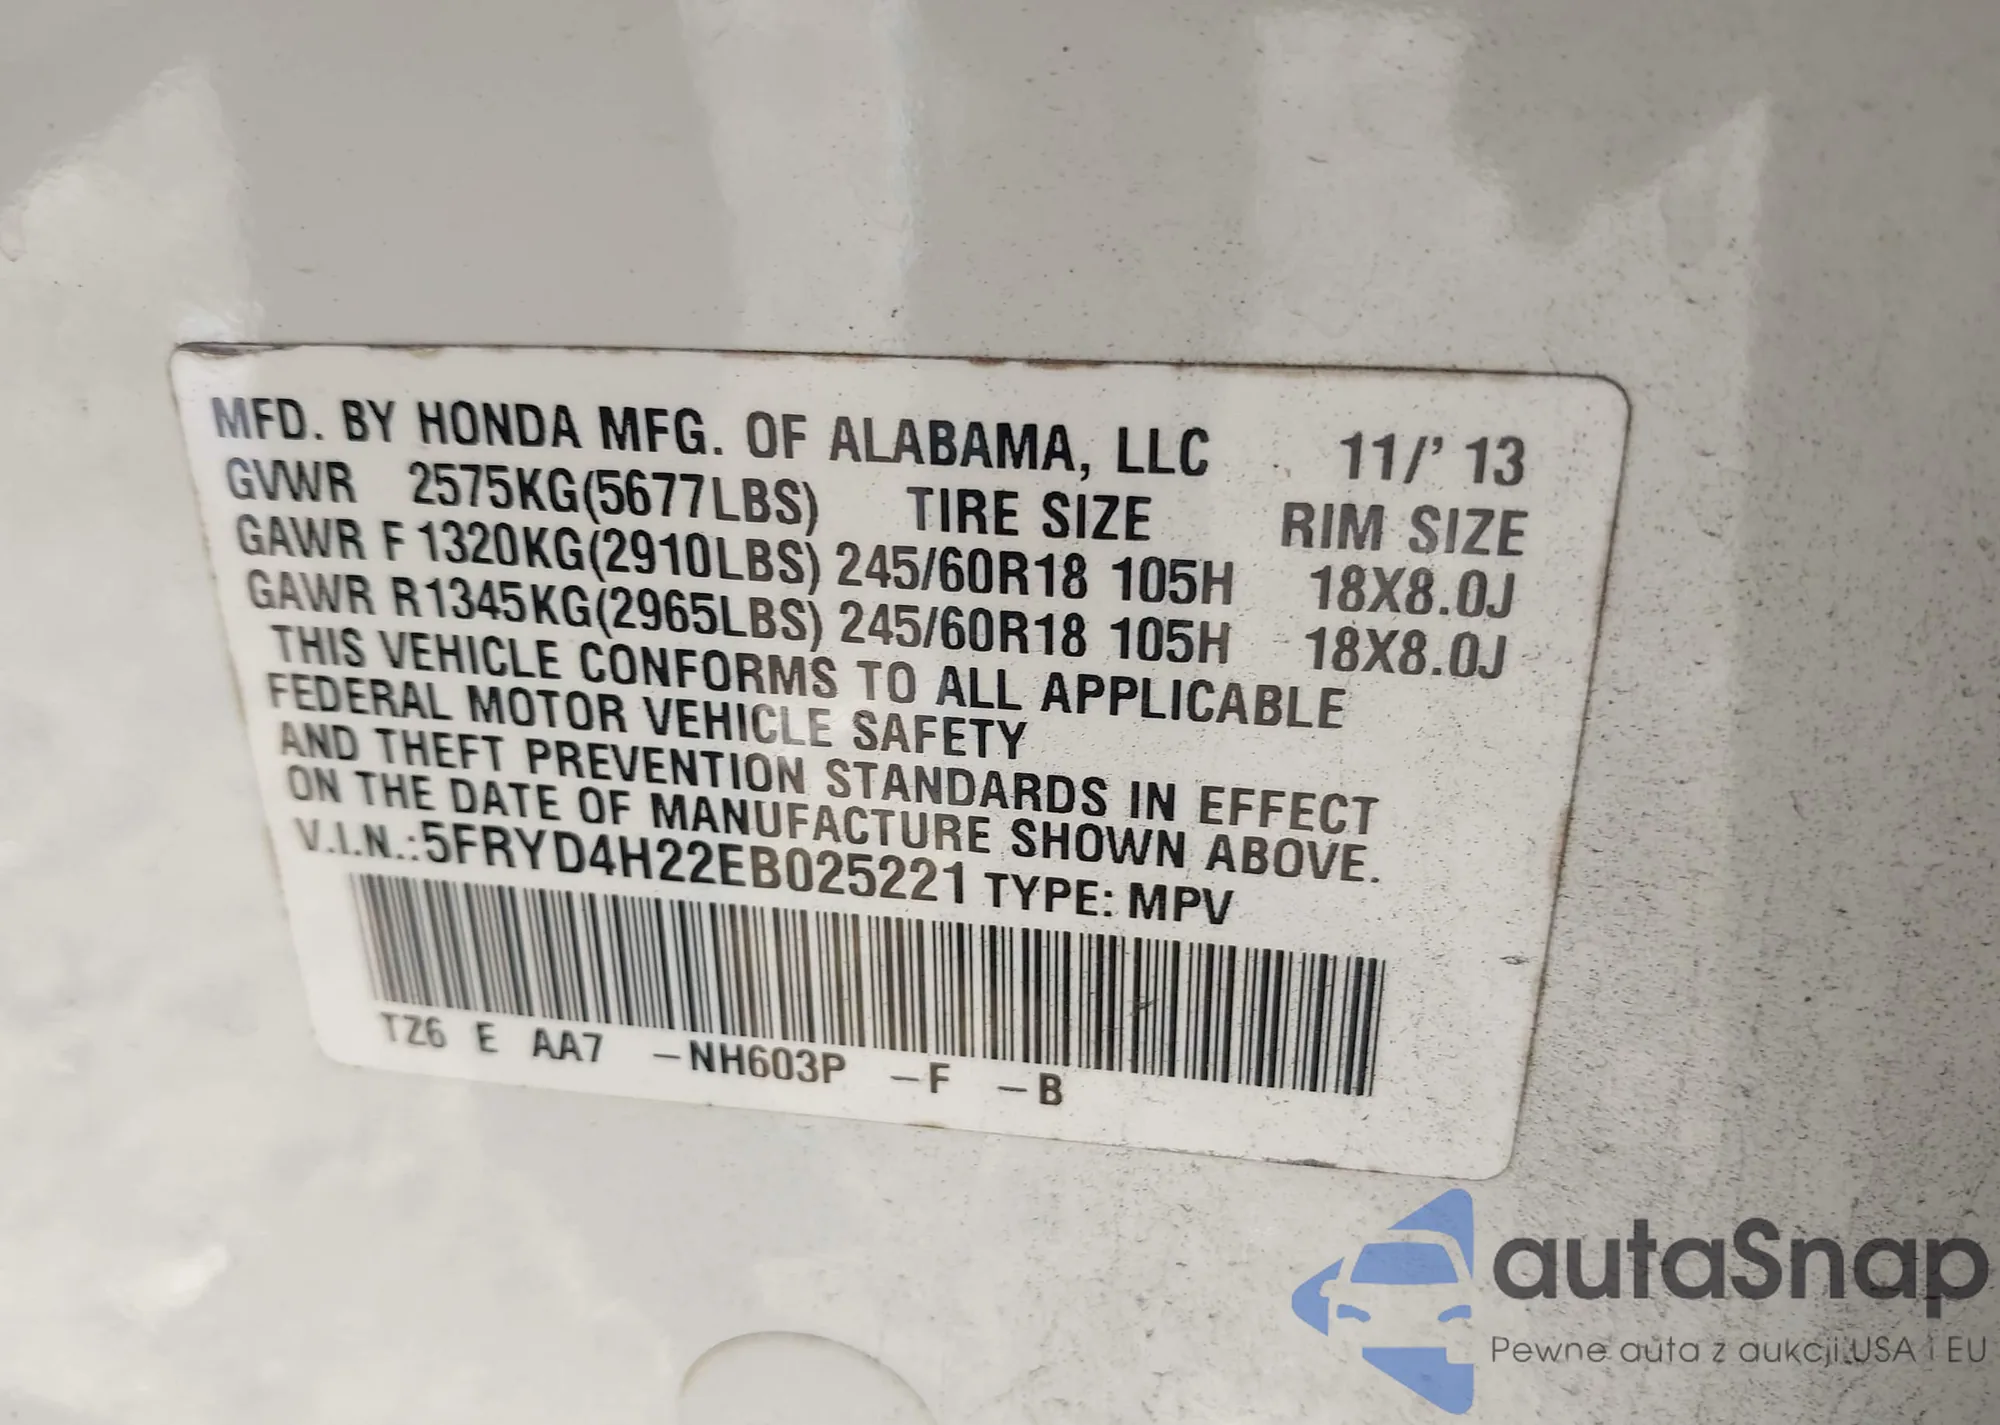 MFD. BY HONDA MFG. OF ALABAMA, LLC 11/' 13
GVWR 2575KG(5677LBS) TIRE SIZE RIM SIZE
GAWR F 1320KG(2910LBS) 245/60R18 105H 18X8.0J
GAWR R 1345KG(2965LBS) 245/60R18 105H 18X8.0J
THIS VEHICLE CONFORMS TO ALL APPLICABLE
FEDERAL MOTOR VEHICLE SAFETY
AND THEFT PREVENTION STANDARDS IN EFFECT
ON THE DATE OF MANUFACTURE SHOWN ABOVE.
V.I.N.:5FRYD4H22EB025221 TYPE: MPV
TZ6 E AA7 -NH603P -F -B
autaSnap
Pewne auta z aukcji USA i EU